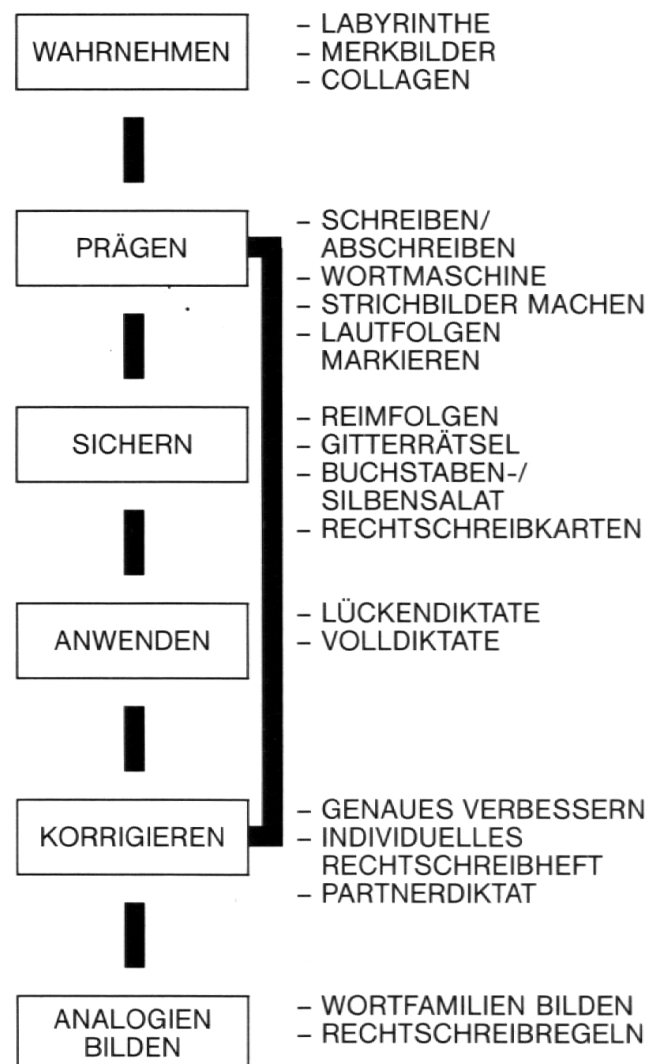 WAHRNEHMEN
– LABYRINTHE
– MERKBILDER
– COLLAGEN
PRÄGEN
– SCHREIBEN/
ABSCHREIBEN
– WORTMASCHINE
– STRICHBILDER MACHEN
– LAUTFOLGEN
MARKIEREN
SICHERN
– REIMFOLGEN
– GITTERRÄTSEL
– BUCHSTABEN-/
SILBENSALAT
– RECHTSCHREIBKARTEN
ANWENDEN
– LÜCKENDIKTATE
– VOLLDIKTATE
KORRIGIEREN
– GENAUES VERBESSERN
– INDIVIDUELLES
RECHTSCHREIBHEFT
– PARTNERDIKTAT
ANALOGIEN
BILDEN
– WORTFAMILIEN BILDEN
– RECHTSCHREIBREGELN